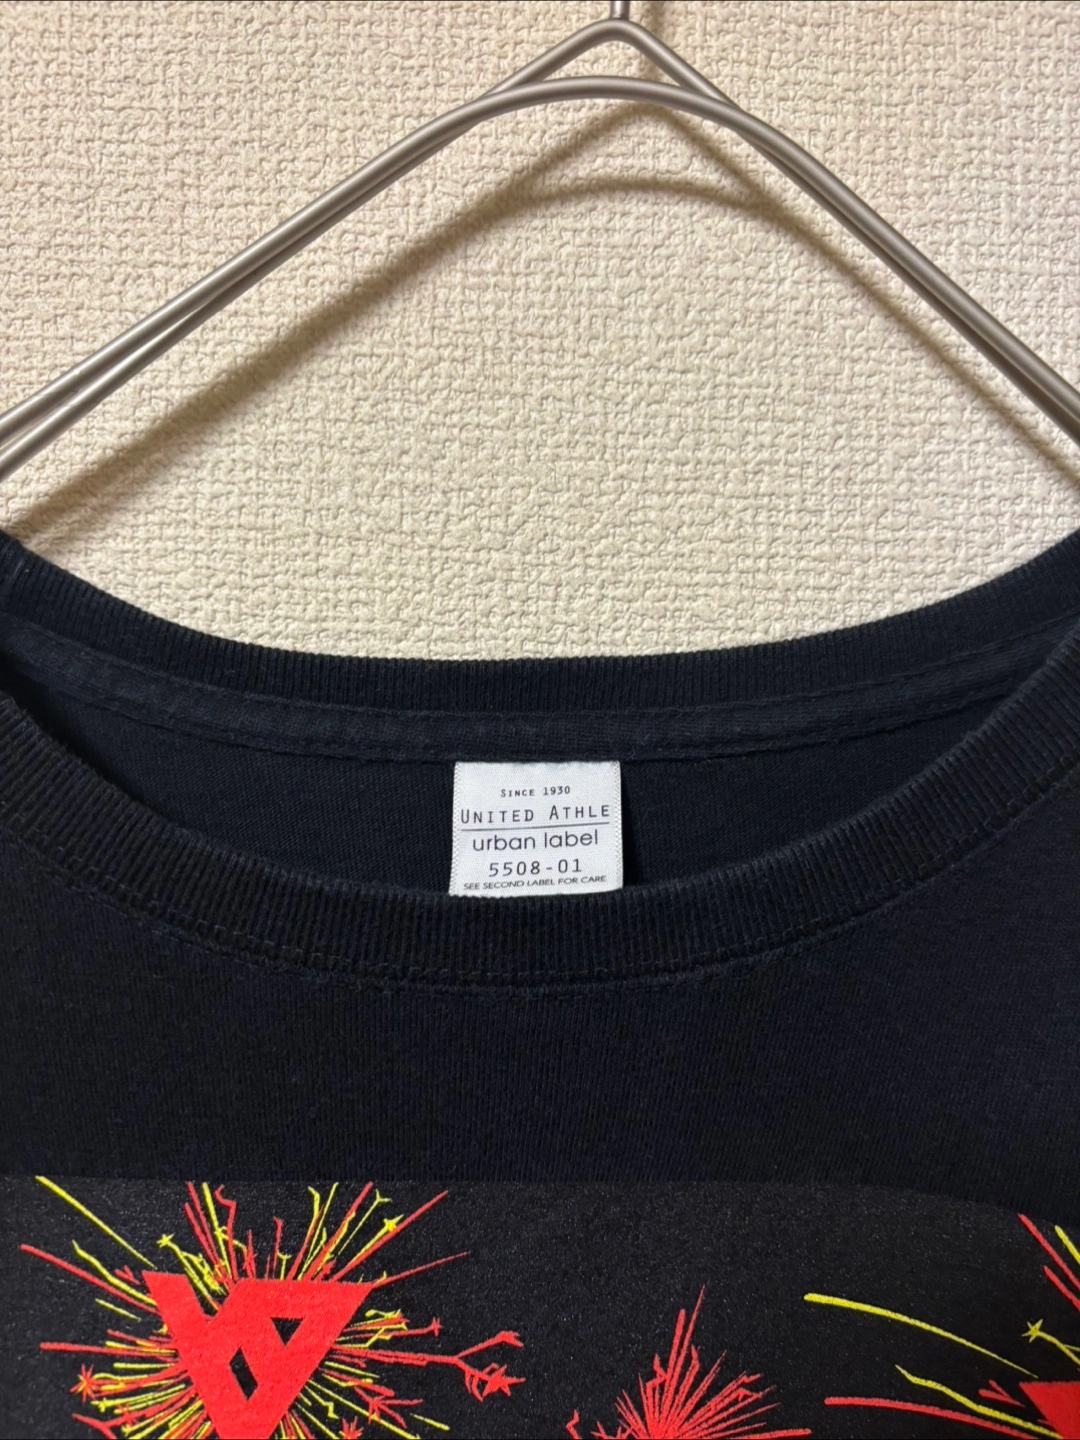 SINCE 1930
UNITED ATHLE
urban label
5508-01
SEE SECOND LABEL FOR CARE